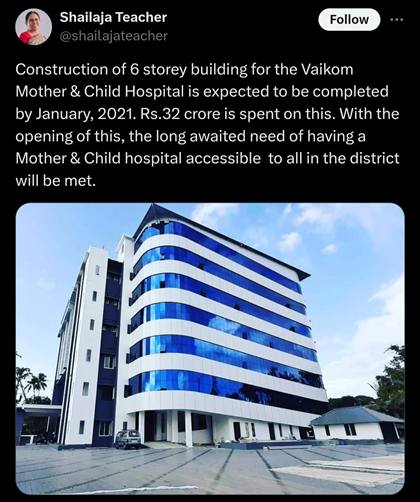 Shailaja Teacher
@shailajateacher
Follow
Construction of 6 storey building for the Vaikom
Mother & Child Hospital is expected to be completed
by January, 2021. Rs.32 crore is spent on this. With the
opening of this, the long awaited need of having a
Mother & Child hospital accessible  to all in the district
will be met.